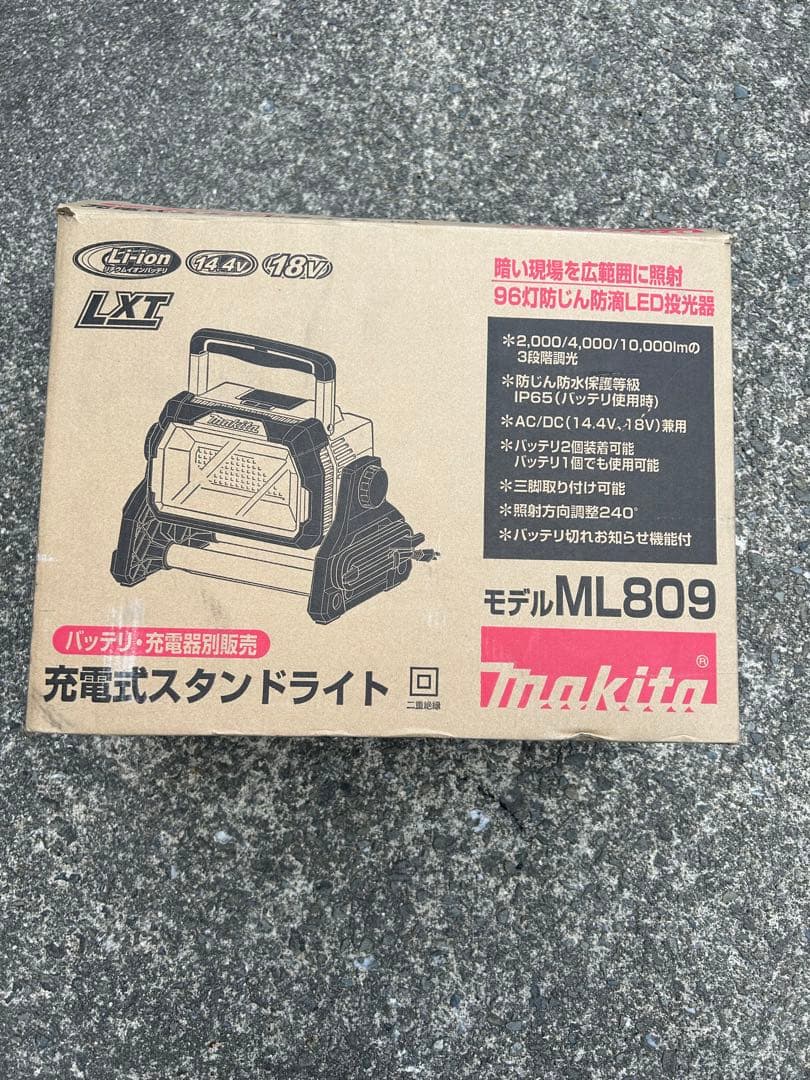 Li-ion
リチウムイオンバッテリ
14.4V
18V
LXT
makita
暗い現場を広範囲に照射
96灯防じん防滴LED投光器
*2,000/4,000/10,000lmの
3段階調光
*防じん防水保護等級
IP65(バッテリ使用時)
*AC/DC(14.4V、18V)兼用
*バッテリ2個装着可能
バッテリ1個でも使用可能
*三脚取り付け可能
*照射方向調整240°
*バッテリ切れお知らせ機能付
モデルML809
バッテリ・充電器別販売
充電式スタンドライト
二重絶縁
makita®